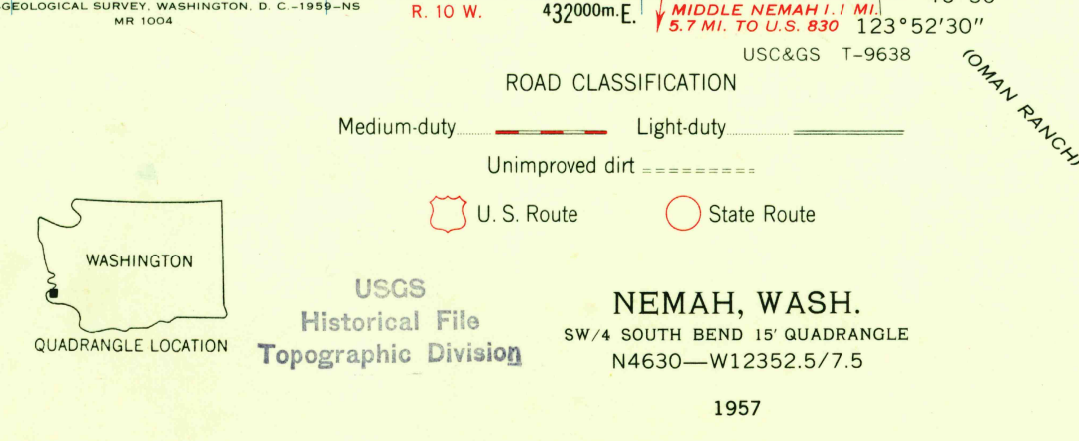 GEOLOGICAL SURVEY, WASHINGTON, D. C.-1959-NS
MR 1004
R. 10 W.
432000m.E.
MIDDLE NEMAH 1.1 MI.
5.7 MI. TO U.S. 830
123°52'30"
USC&GS T-9638
(OMAN RANCH)
ROAD CLASSIFICATION
Medium-duty
Light-duty
Unimproved dirt
U. S. Route
State Route
WASHINGTON
QUADRANGLE LOCATION
USGS
Historical File
Topographic Division
NEMAH, WASH.
SW/4 SOUTH BEND 15' QUADRANGLE
N4630—W12352.5/7.5
1957